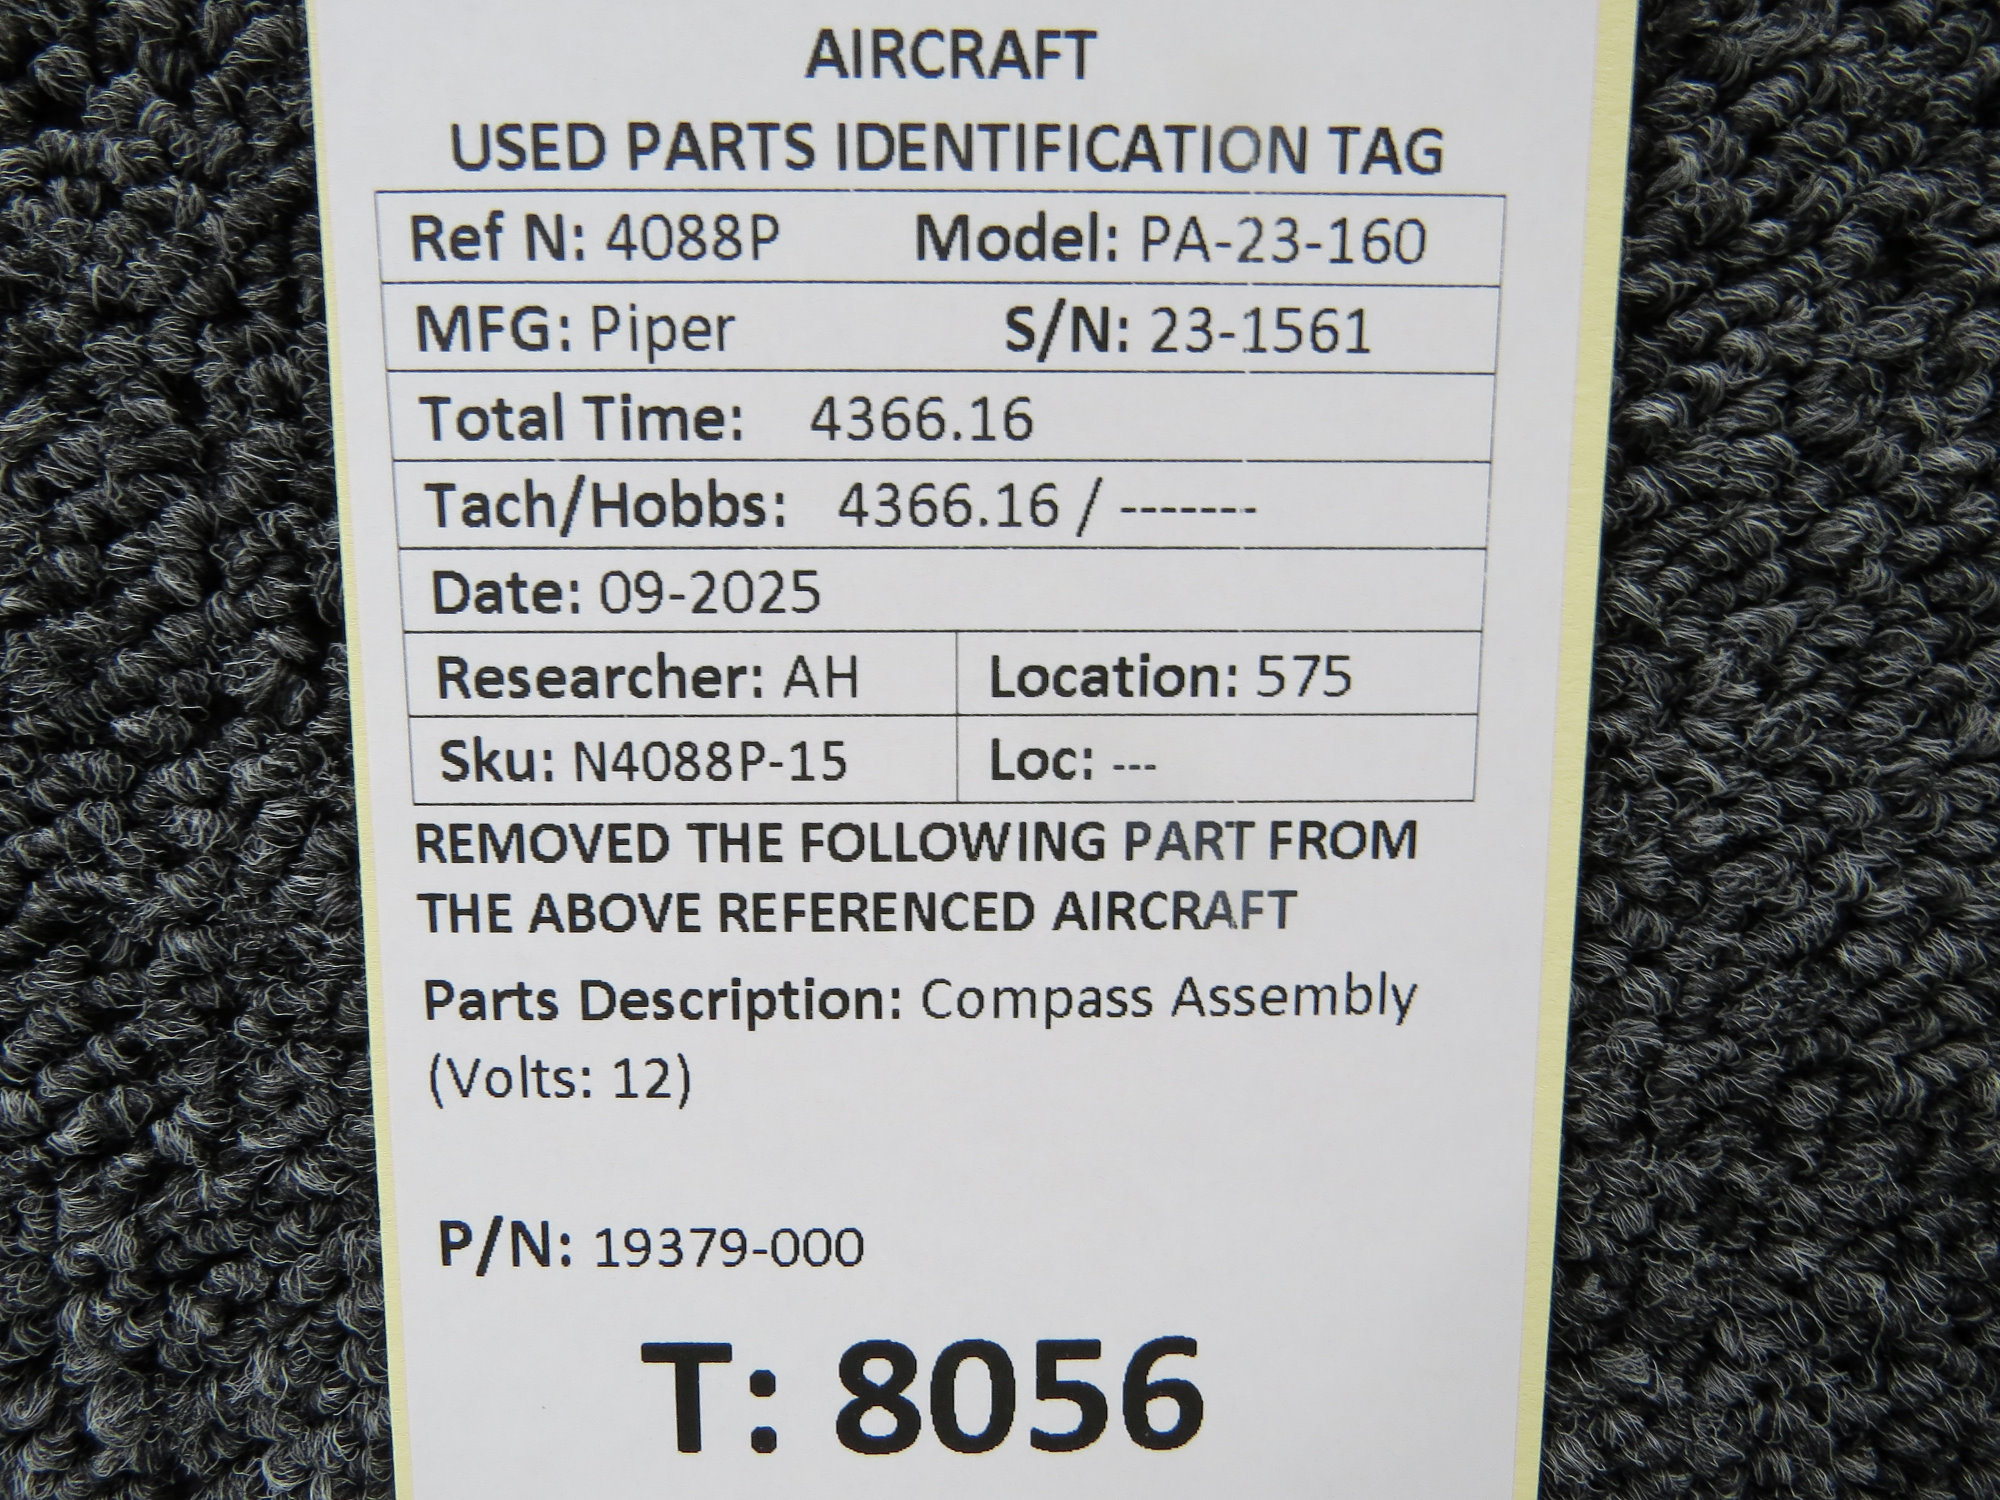 AIRCRAFT
USED PARTS IDENTIFICATION TAG
Ref N: 4088P Model: PA-23-160
MFG: Piper S/N: 23-1561
Total Time: 4366.16
Tach/Hobbs: 4366.16 / -------
Date: 09-2025
Researcher: AH Location: 575
Sku: N4088P-15 Loc: ---
REMOVED THE FOLLOWING PART FROM
THE ABOVE REFERENCED AIRCRAFT
Parts Description: Compass Assembly
(Volts: 12)
P/N: 19379-000
T: 8056